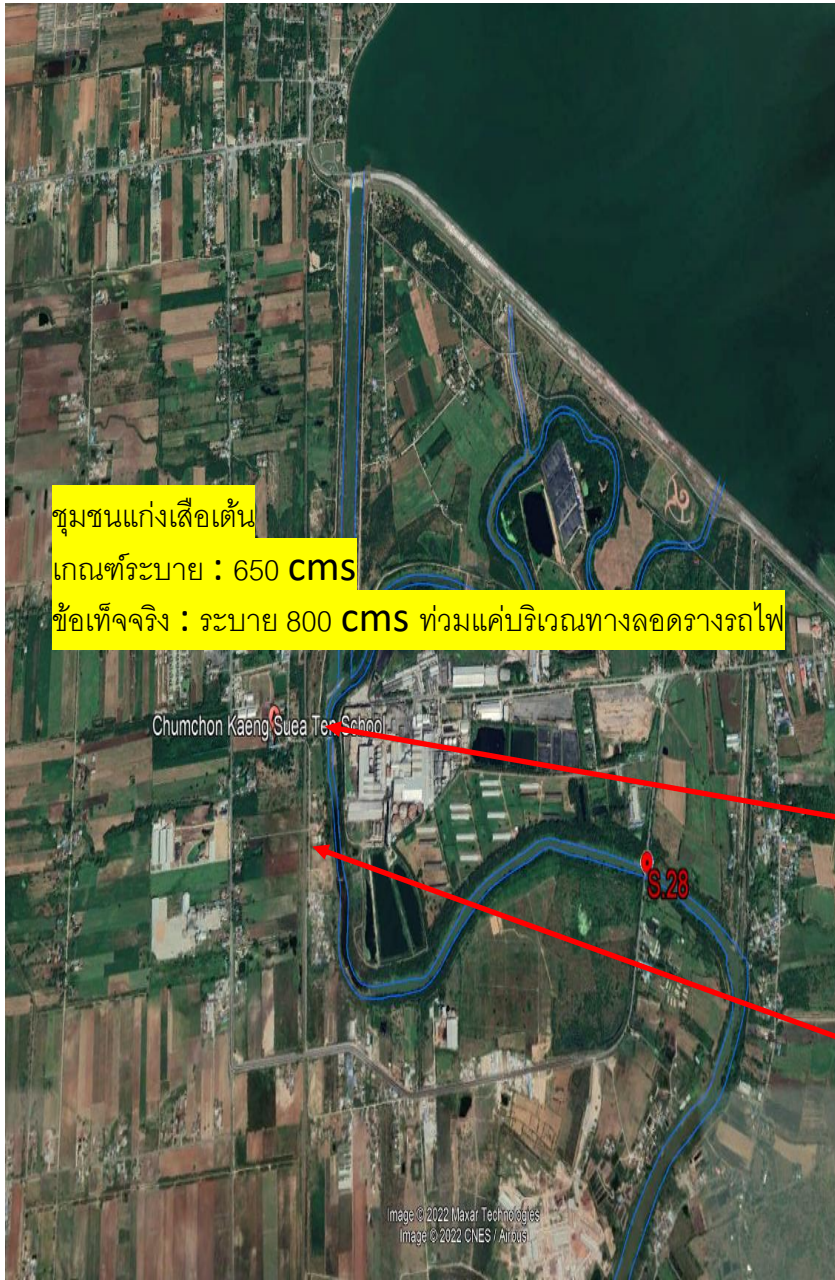 ชุมชนแก่งเสือเต้น
เกณฑ์ระบาย : 650 cms
ข้อเท็จจริง : ระบาย 800 cms ท่วมแค่บริเวณทางลอดรางรถไฟ
Chumchon Kaeng Suea Ten School
S.28
Image © 2022 Maxar Technologies
Image © 2022 CNES / Airbus